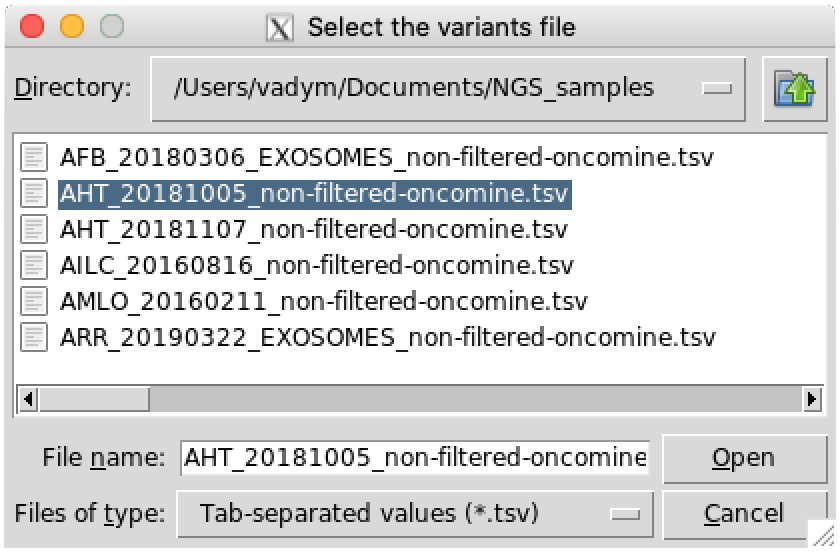 Select the variants file
Directory: /Users/vadym/Documents/NGS_samples
AFB_20180306_EXOSOMES_non-filtered-oncomine.tsv
AHT_20181005_non-filtered-oncomine.tsv
AHT_20181107_non-filtered-oncomine.tsv
AILC_20160816_non-filtered-oncomine.tsv
AMLO_20160211_non-filtered-oncomine.tsv
ARR_20190322_EXOSOMES_non-filtered-oncomine.tsv
File name: AHT_20181005_non-filtered-oncomine Open
Files of type: Tab-separated values (*.tsv) Cancel